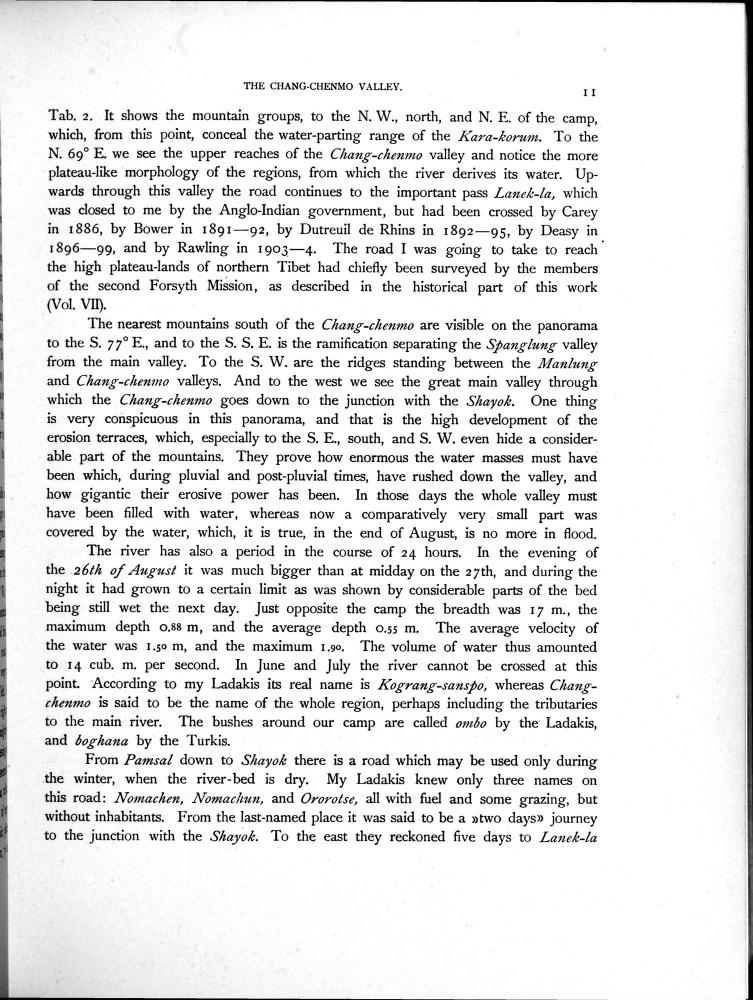 THE CHANG-CHENMO VALLEY.
11
Tab. 2. It shows the mountain groups, to the N. W., north, and N. E. of the camp,
which, from this point, conceal the water-parting range of the Kara-korum. To the
N. 69° E. we see the upper reaches of the Chang-chenmo valley and notice the more
plateau-like morphology of the regions, from which the river derives its water. Up-
wards through this valley the road continues to the important pass Lanek-la, which
was closed to me by the Anglo-Indian government, but had been crossed by Carey
in 1886, by Bower in 1891—92, by Dutreuil de Rhins in 1892—95, by Deasy in
1896—99, and by Rawling in 1903—4. The road I was going to take to reach
the high plateau-lands of northern Tibet had chiefly been surveyed by the members
of the second Forsyth Mission, as described in the historical part of this work
(Vol. VII).
The nearest mountains south of the Chang-chenmo are visible on the panorama
to the S. 77° E., and to the S. S. E. is the ramification separating the Spanglung valley
from the main valley. To the S. W. are the ridges standing between the Manlung
and Chang-chenmo valleys. And to the west we see the great main valley through
which the Chang-chenmo goes down to the junction with the Shayok. One thing
is very conspicuous in this panorama, and that is the high development of the
erosion terraces, which, especially to the S. E., south, and S. W. even hide a consider-
able part of the mountains. They prove how enormous the water masses must have
been which, during pluvial and post-pluvial times, have rushed down the valley, and
how gigantic their erosive power has been. In those days the whole valley must
have been filled with water, whereas now a comparatively very small part was
covered by the water, which, it is true, in the end of August, is no more in flood.
The river has also a period in the course of 24 hours. In the evening of
the 26th of August it was much bigger than at midday on the 27th, and during the
night it had grown to a certain limit as was shown by considerable parts of the bed
being still wet the next day. Just opposite the camp the breadth was 17 m., the
maximum depth 0.88 m, and the average depth 0.55 m. The average velocity of
the water was 1.50 m, and the maximum 1.90. The volume of water thus amounted
to 14 cub. m. per second. In June and July the river cannot be crossed at this
point. According to my Ladakis its real name is Kograng-sanspo, whereas Chang-
chenmo is said to be the name of the whole region, perhaps including the tributaries
to the main river. The bushes around our camp are called ombo by the Ladakis,
and boghana by the Turkis.
From Pamsal down to Shayok there is a road which may be used only during
the winter, when the river-bed is dry. My Ladakis knew only three names on
this road: Nomachen, Nomachun, and Ororotse, all with fuel and some grazing, but
without inhabitants. From the last-named place it was said to be a »two days» journey
to the junction with the Shayok. To the east they reckoned five days to Lanek-la